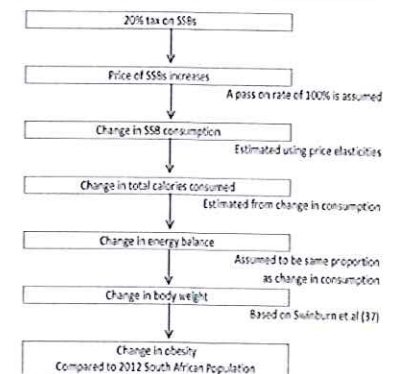 20% tax on SSBs
Price of SSBs increases
A pass on rate of 100% is assumed
Change in SSB consumption
Estimated using price elasticities
Change in total calories consumed
Estimated from change in consumption
Change in energy balance
Assumed to be same proportion
as change in consumption
Change in body weight
Based on Swinburn et al (37)
Change in obesity
Compared to 2012 South African Population